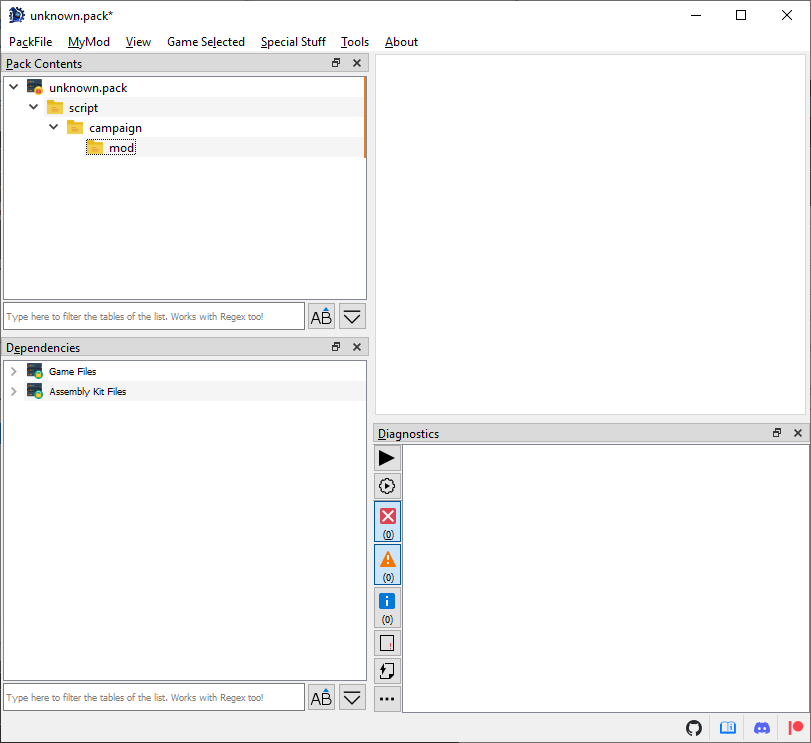 unknown.pack*
PackFile MyMod View Game Selected Special Stuff Tools About
Pack Contents
unknown.pack
script
campaign
mod
Type here to filter the tables of the list. Works with Regex too!
AB
Dependencies
Game Files
Assembly Kit Files
Type here to filter the tables of the list. Works with Regex too!
AB
Diagnostics
(0)
(0)
(0)